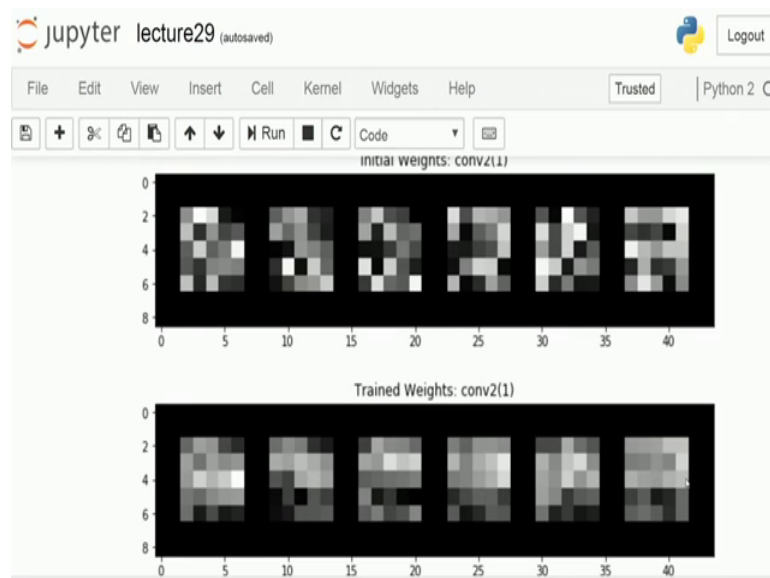 jupyter lecture29 (autosaved)
Logout
File Edit View Insert Cell Kernel Widgets Help
Trusted Python 2
Run Code
Initial Weights: conv2(1)
0
2
4
6
8
0 5 10 15 20 25 30 35 40
Trained Weights: conv2(1)
0
2
4
6
8
0 5 10 15 20 25 30 35 40